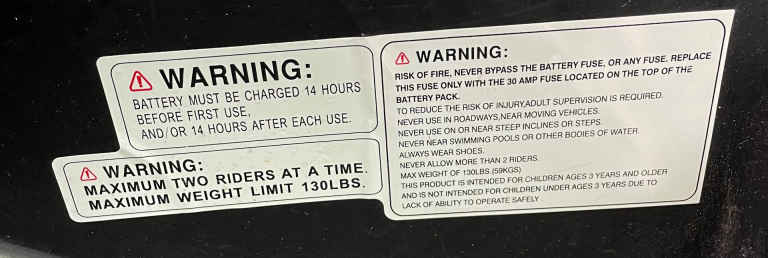 WARNING:
BATTERY MUST BE CHARGED 14 HOURS
BEFORE FIRST USE,
AND/OR 14 HOURS AFTER EACH USE.
WARNING:
MAXIMUM TWO RIDERS AT A TIME.
MAXIMUM WEIGHT LIMIT 130LBS.
WARNING:
RISK OF FIRE, NEVER BYPASS THE BATTERY FUSE, OR ANY FUSE. REPLACE
THIS FUSE ONLY WITH THE 30 AMP FUSE LOCATED ON THE TOP OF THE
BATTERY PACK.
TO REDUCE THE RISK OF INJURY,ADULT SUPERVISION IS REQUIRED.
NEVER USE IN ROADWAYS,NEAR MOVING VEHICLES.
NEVER USE ON OR NEAR STEEP INCLINES OR STEPS.
NEVER NEAR SWIMMING POOLS OR OTHER BODIES OF WATER.
ALWAYS WEAR SHOES.
NEVER ALLOW MORE THAN 2 RIDERS.
MAX WEIGHT OF 130LBS.(59KGS)
THIS PRODUCT IS INTENDED FOR CHILDREN AGES 3 YEARS AND OLDER
AND IS NOT INTENDED FOR CHILDREN UNDER AGES 3 YEARS DUE TO
LACK OF ABILITY TO OPERATE SAFELY